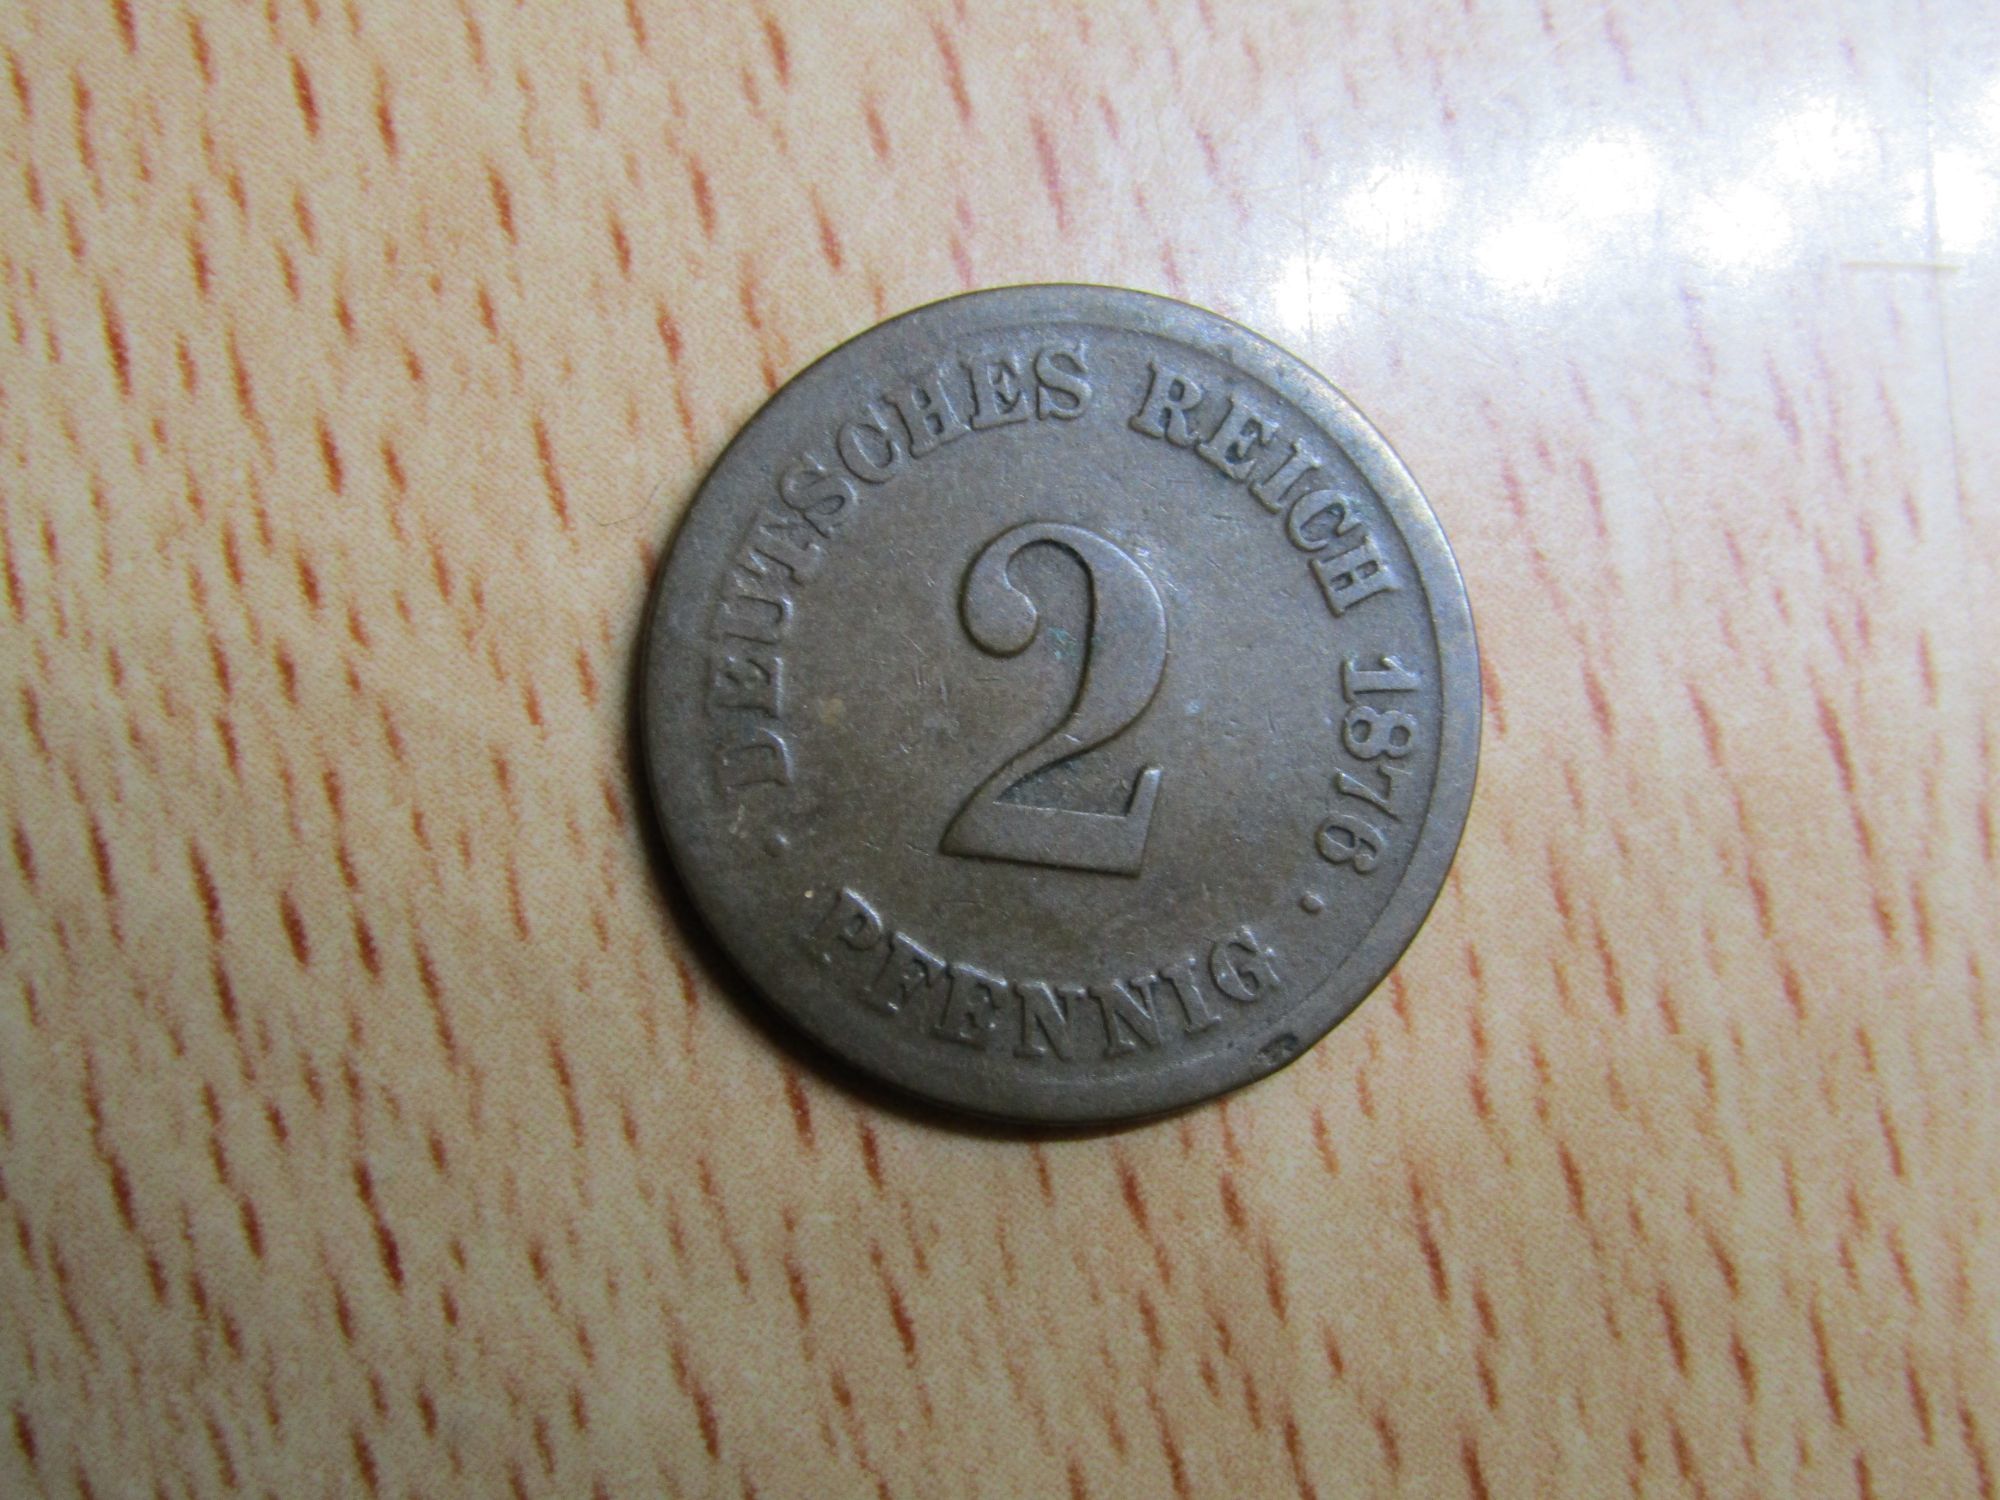 · DEUTSCHES REICH 1876 ·
2
PFENNIG